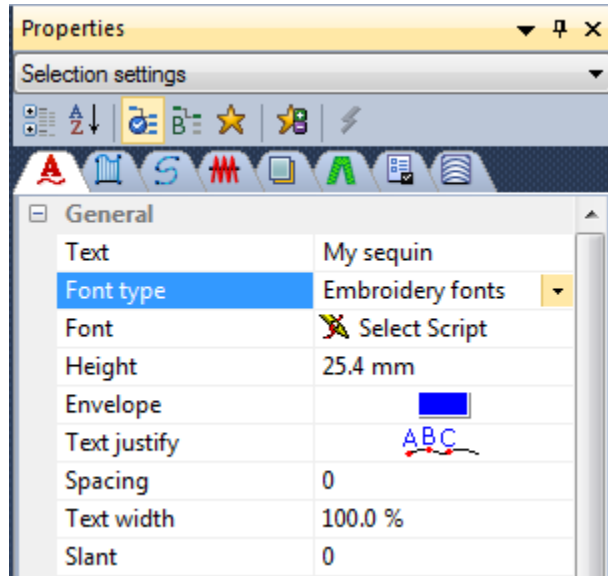 Properties
Selection settings
General
Text My sequin
Font type Embroidery fonts
Font Select Script
Height 25.4 mm
Envelope
Text justify ABC
Spacing 0
Text width 100.0 %
Slant 0